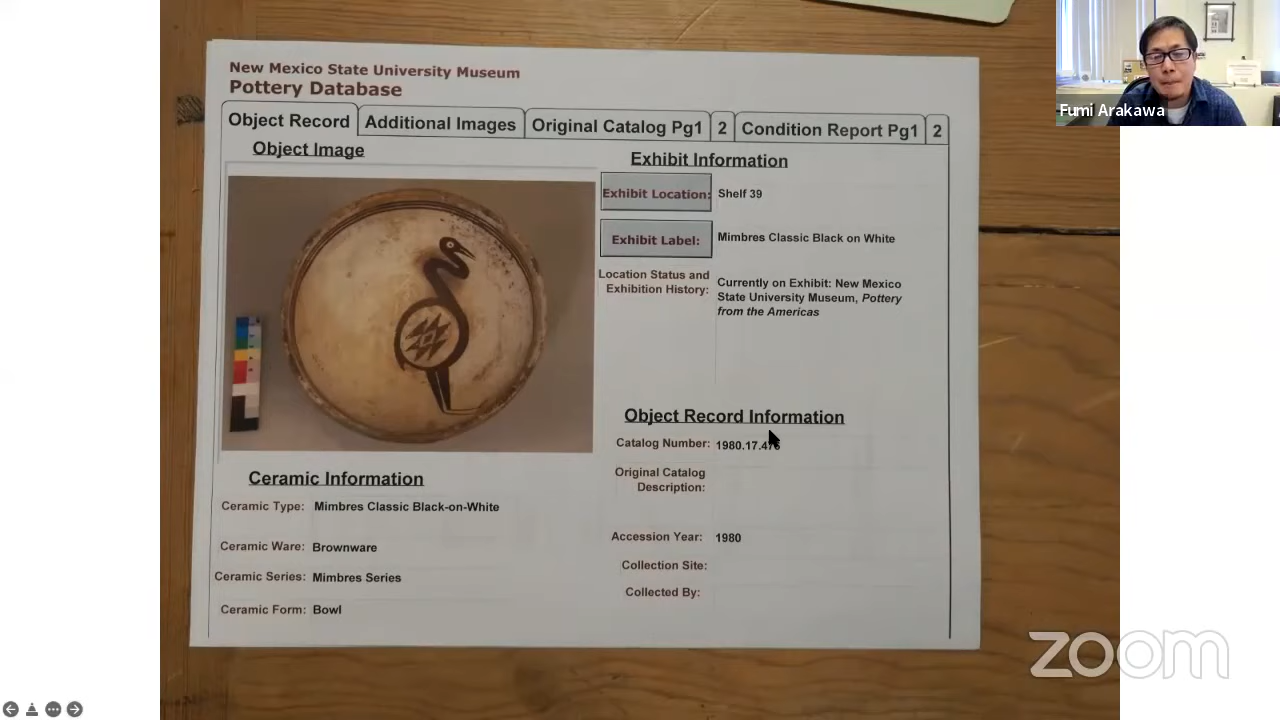 New Mexico State University Museum
Pottery Database
Object Record
Additional Images
Original Catalog Pg1
2
Condition Report Pg1
2
Object Image
Exhibit Information
Exhibit Location:
Shelf 39
Exhibit Label:
Mimbres Classic Black on White
Location Status and
Exhibition History:
Currently on Exhibit: New Mexico
State University Museum, Pottery
from the Americas
Object Record Information
Catalog Number:
Original Catalog
Description:
Accession Year: 1980
Collection Site:
Collected By:
Ceramic Information
Ceramic Type: Mimbres Classic Black-on-White
Ceramic Ware: Brownware
Ceramic Series: Mimbres Series
Ceramic Form: Bowl
Fumi Arakawa
zoom